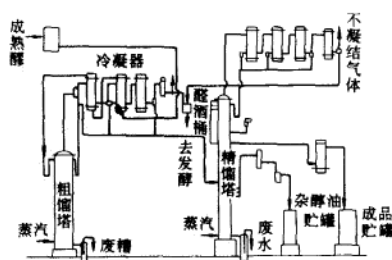 成熟醪
冷凝器
不凝结气体
醛酒桶
去发酵
粗馏塔
精馏塔
蒸汽
废糟
蒸汽
废水
杂醇油贮罐
成品贮罐